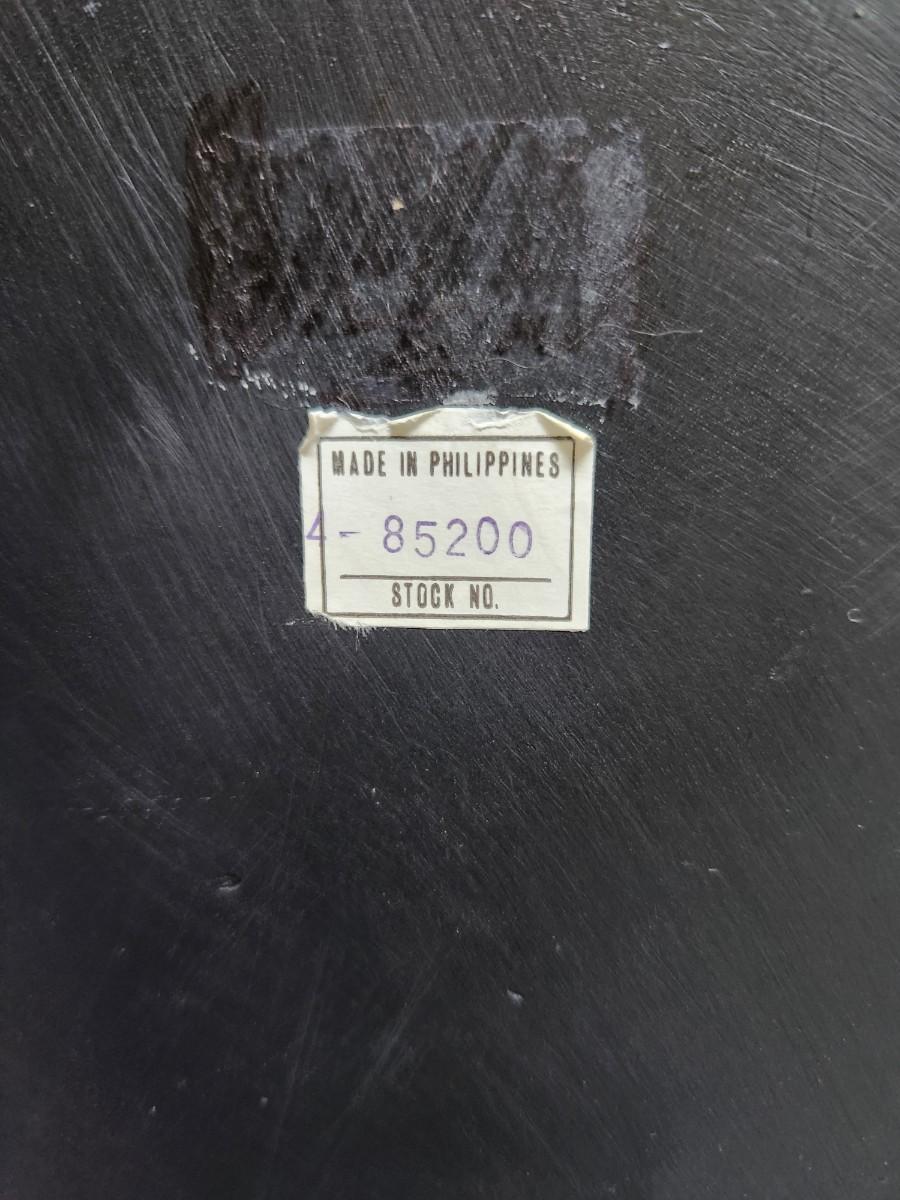 MADE IN PHILIPPINES
4- 85200
STOCK NO.